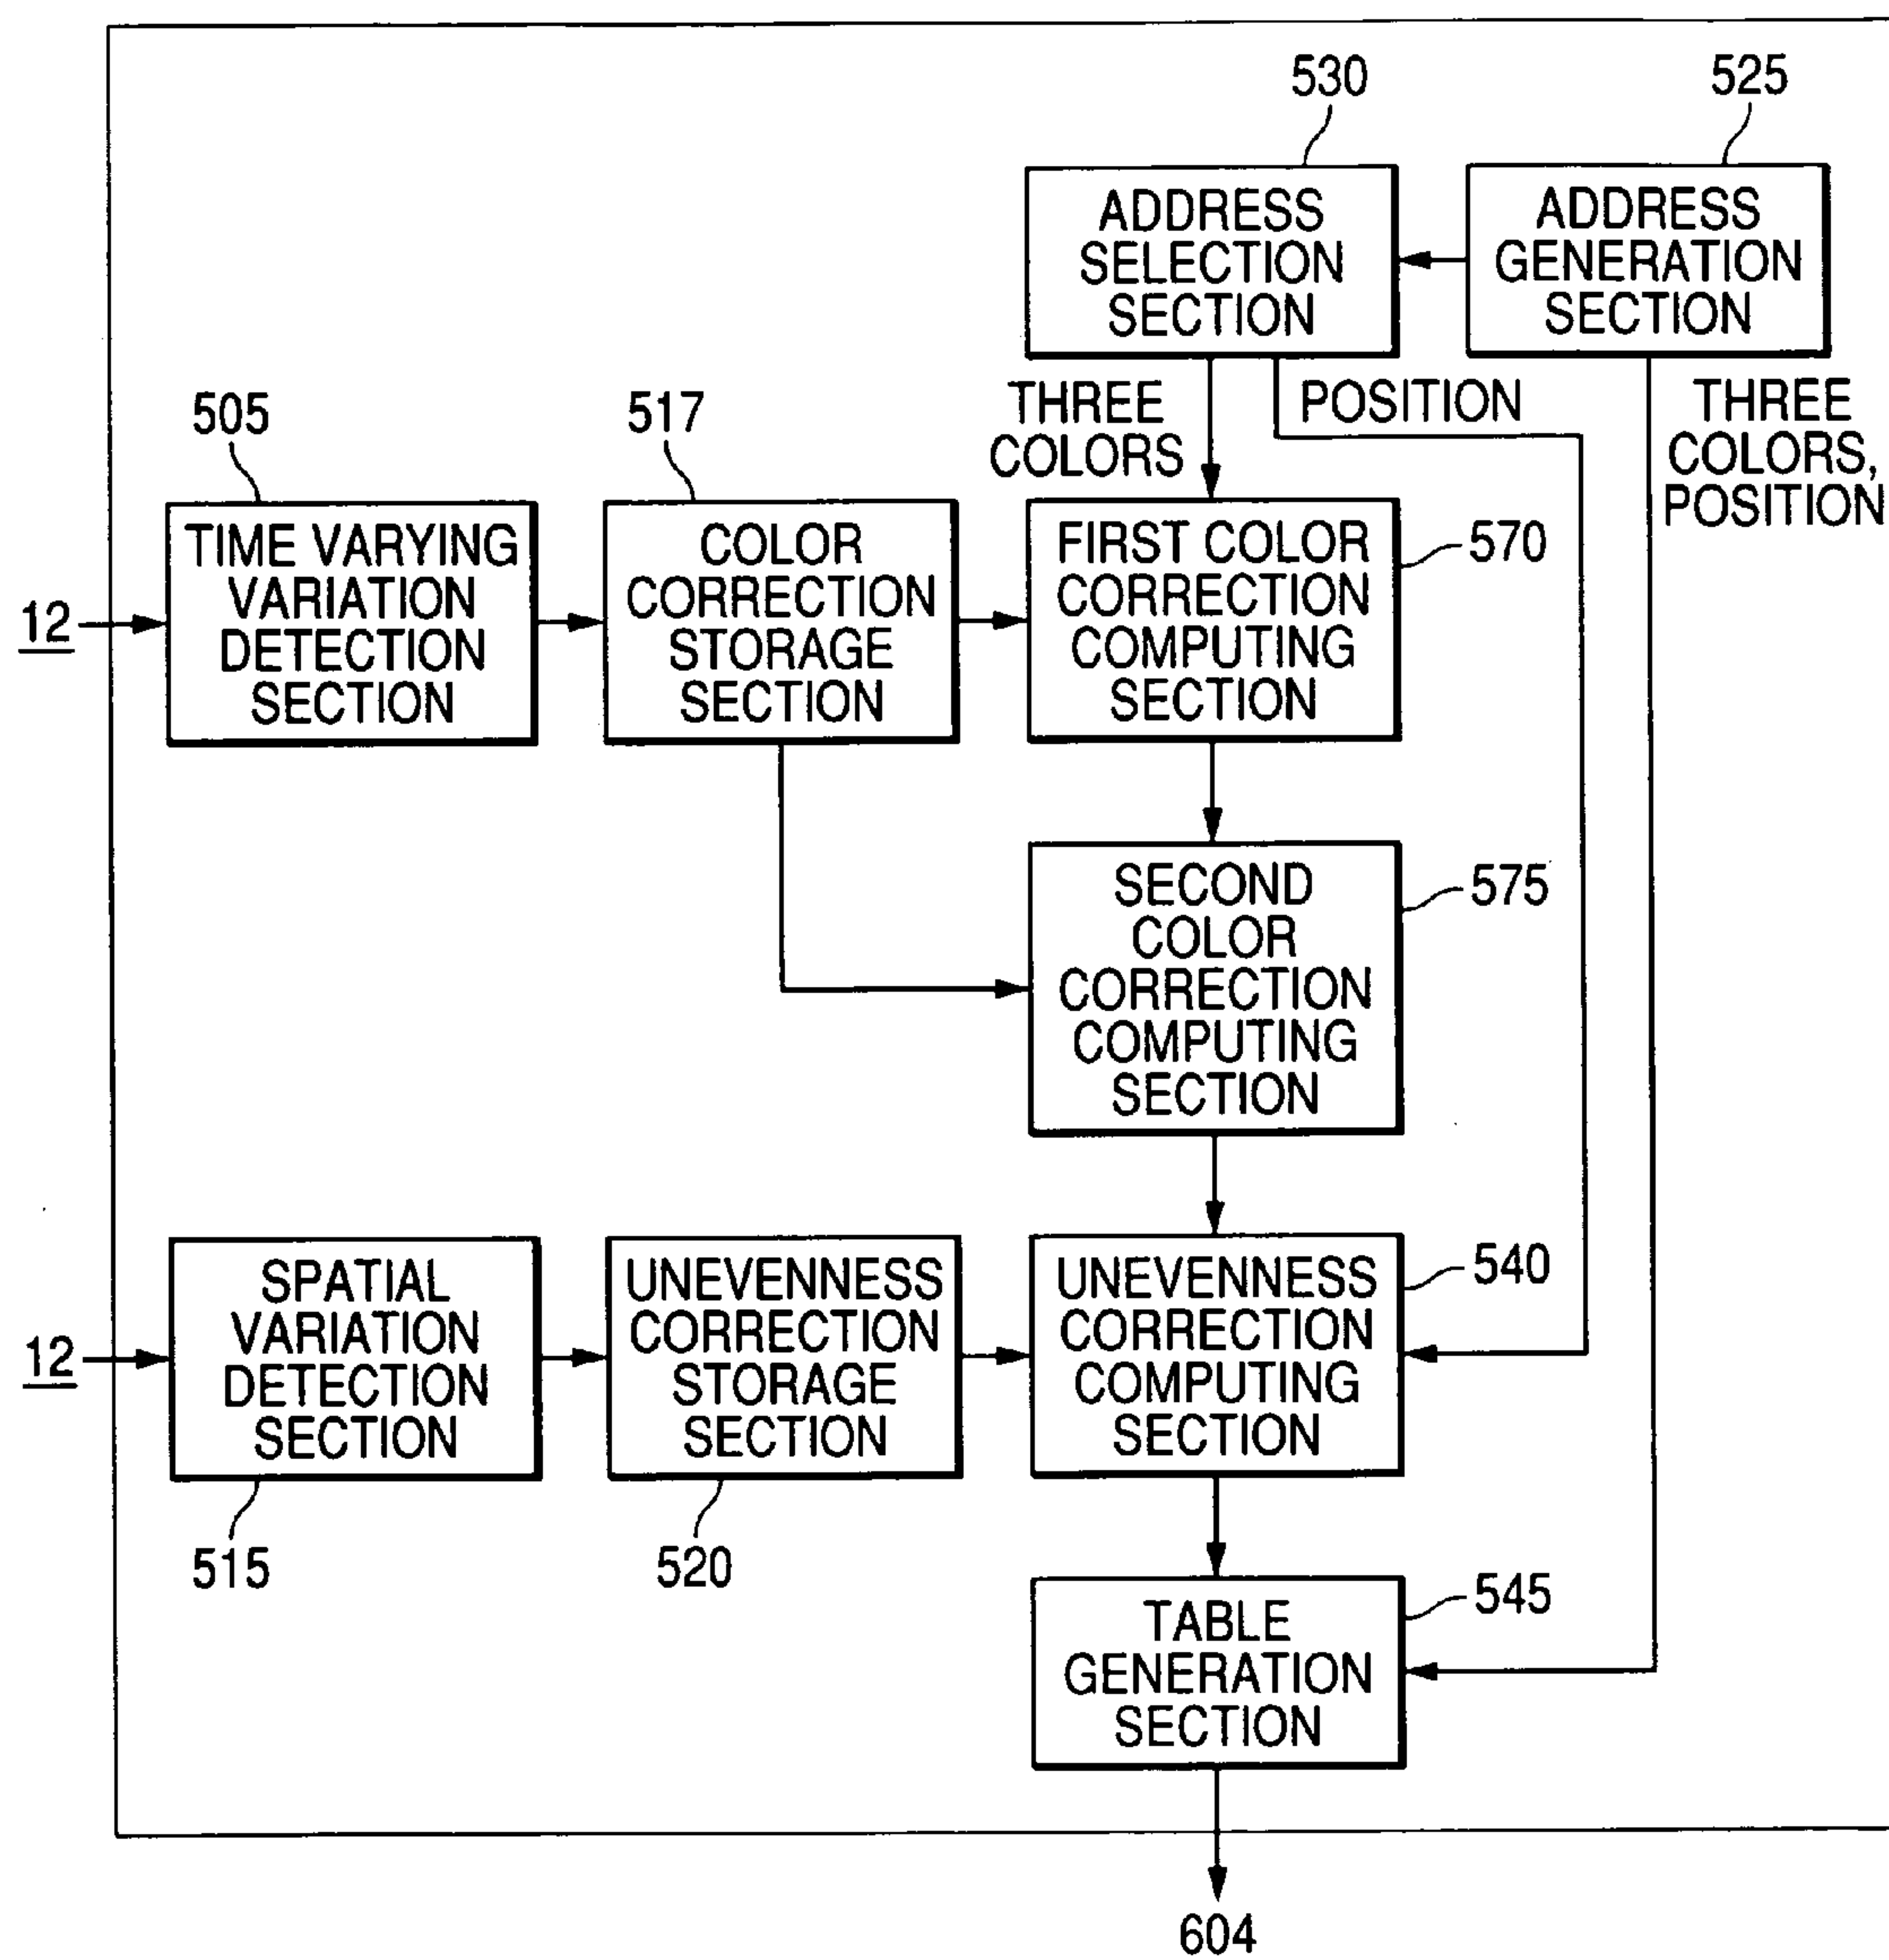 530
525
ADDRESS
SELECTION
SECTION
ADDRESS
GENERATION
SECTION
THREE
COLORS
POSITION
THREE
COLORS,
POSITION
505
517
12
TIME VARYING
VARIATION
DETECTION
SECTION
COLOR
CORRECTION
STORAGE
SECTION
FIRST COLOR
CORRECTION
COMPUTING
SECTION
570
SECOND
COLOR
CORRECTION
COMPUTING
SECTION
575
12
SPATIAL
VARIATION
DETECTION
SECTION
515
UNEVENNESS
CORRECTION
STORAGE
SECTION
520
UNEVENNESS
CORRECTION
COMPUTING
SECTION
540
TABLE
GENERATION
SECTION
545
604